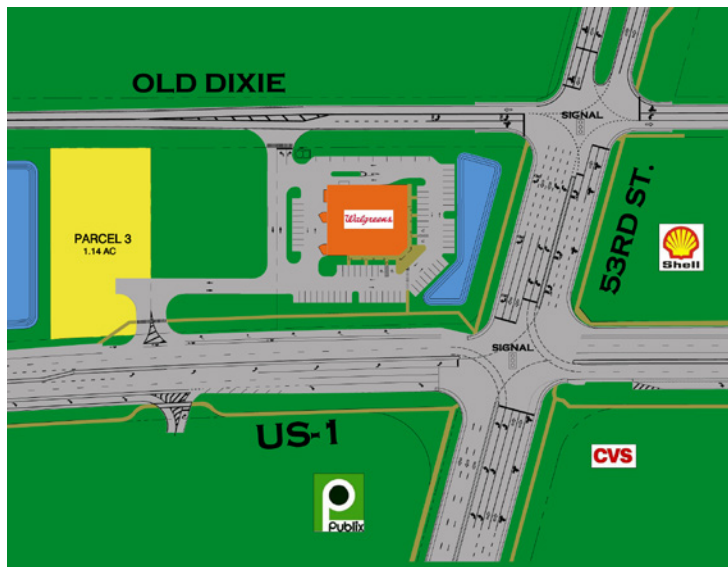 OLD DIXIE
SIGNAL
PARCEL 3
1.14 AC
Walgreens
53RD ST.
Shell
SIGNAL
US-1
CVS
Publix